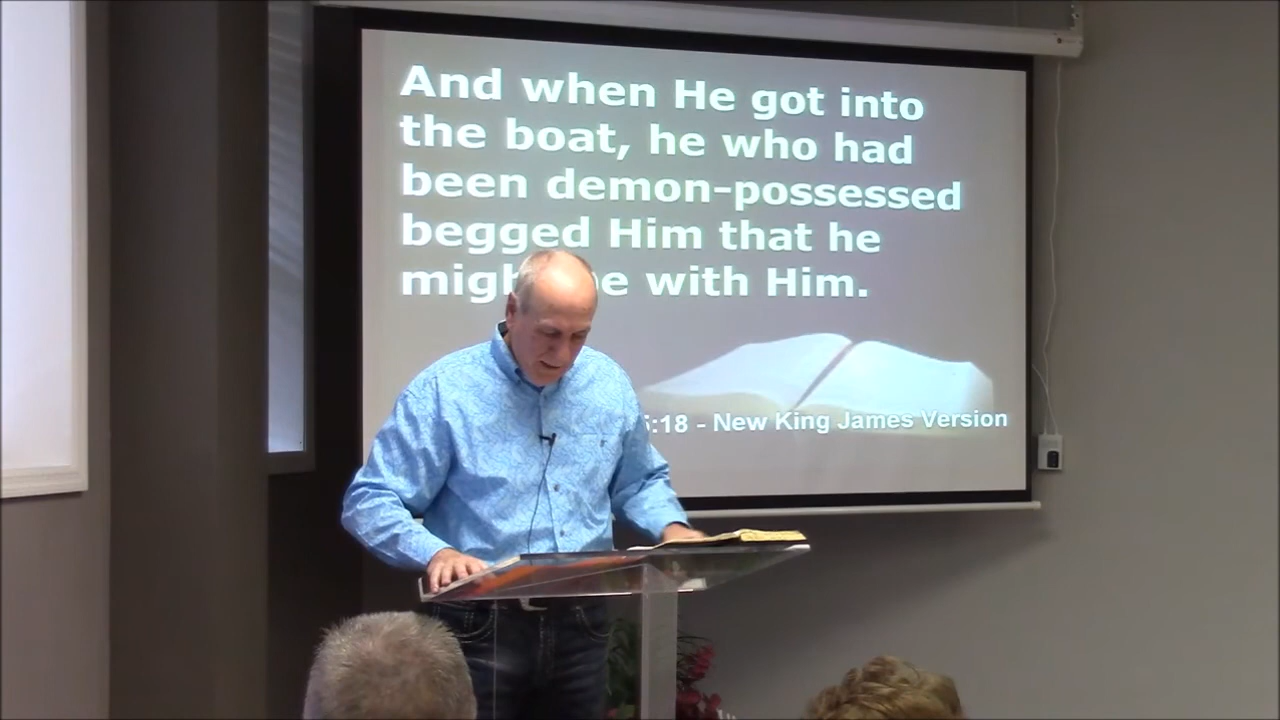 And when He got into
the boat, he who had
been demon-possessed
begged Him that he
with Him.
:18 - New King James Version